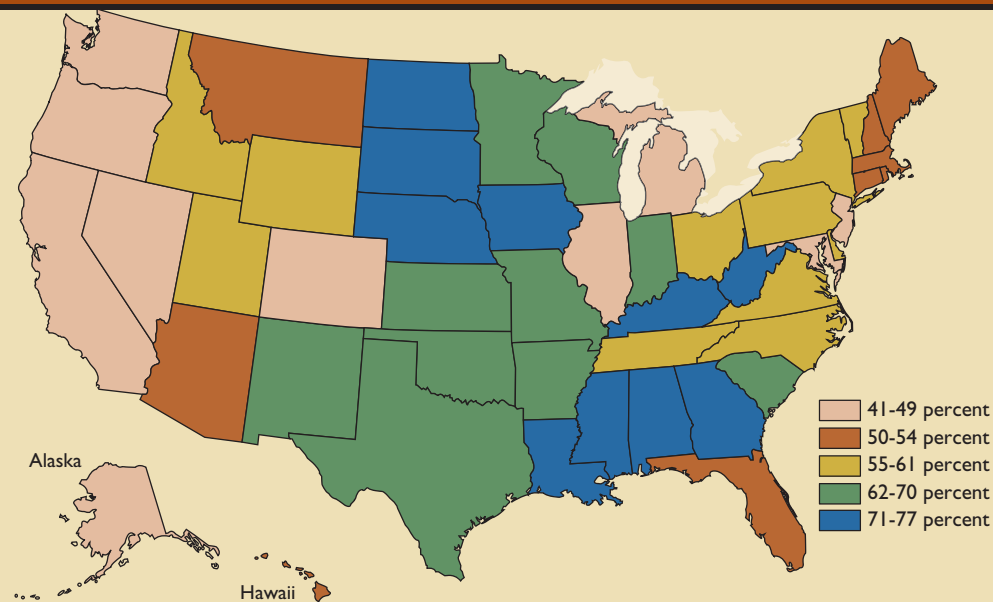 41-49 percent
50-54 percent
55-61 percent
62-70 percent
71-77 percent
Alaska
Hawaii